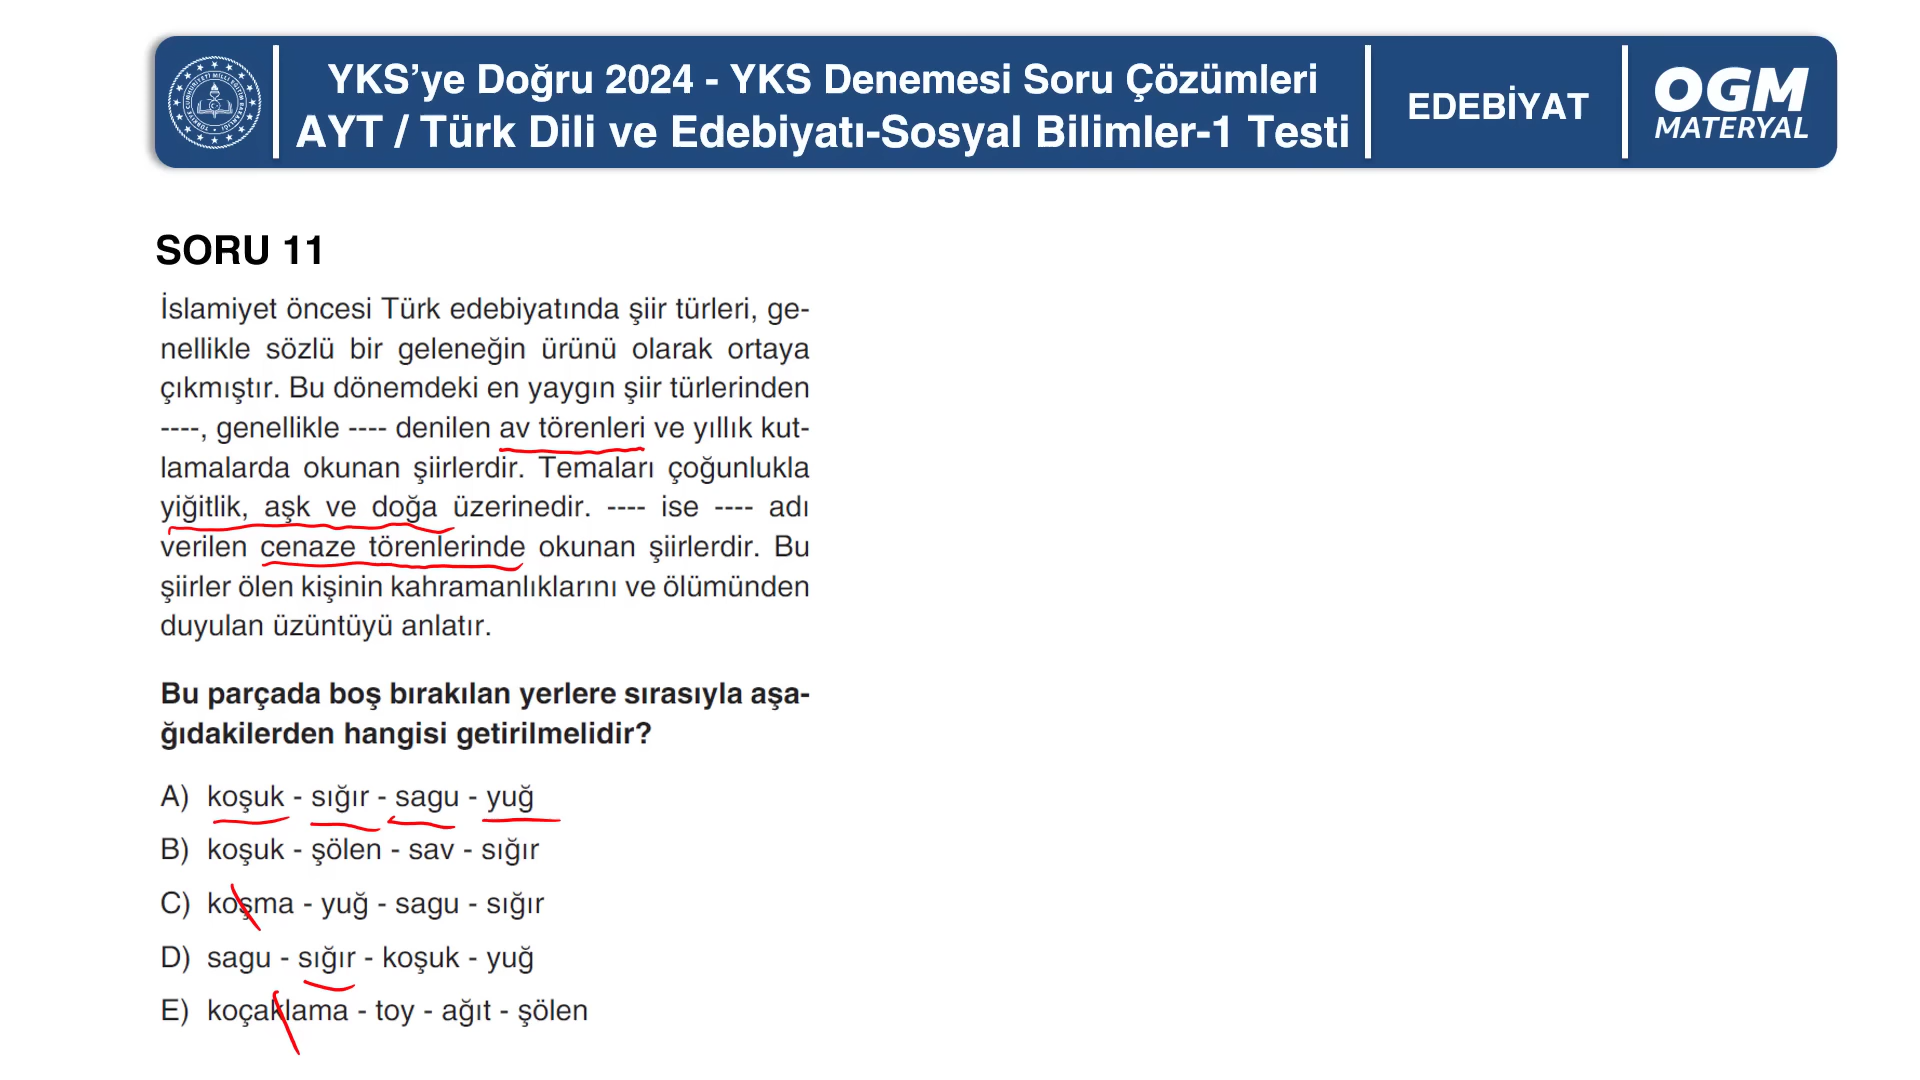 YKS'ye Doğru 2024 - YKS Denemesi Soru Çözümleri
AYT / Türk Dili ve Edebiyatı-Sosyal Bilimler-1 Testi
EDEBİYAT
OGM
MATERYAL
SORU 11
İslamiyet öncesi Türk edebiyatında şiir türleri, ge-
nellikle sözlü bir geleneğin ürünü olarak ortaya
çıkmıştır. Bu dönemdeki en yaygın şiir türlerinden
----, genellikle ---- denilen av törenleri ve yıllık kut-
lamalarda okunan şiirlerdir. Temaları çoğunlukla
yiğitlik, aşk ve doğa üzerinedir. ---- ise ---- adı
verilen cenaze törenlerinde okunan şiirlerdir. Bu
şiirler ölen kişinin kahramanlıklarını ve ölümünden
duyulan üzüntüyü anlatır.
Bu parçada boş bırakılan yerlere sırasıyla aşa-
ğıdakilerden hangisi getirilmelidir?
A) koşuk - sığır - sagu - yuğ
B) koşuk - şölen - sav - sığır
C) koşma - yuğ - sagu - sığır
D) sagu - sığır - koşuk - yuğ
E) koçaklama - toy - ağıt - şölen